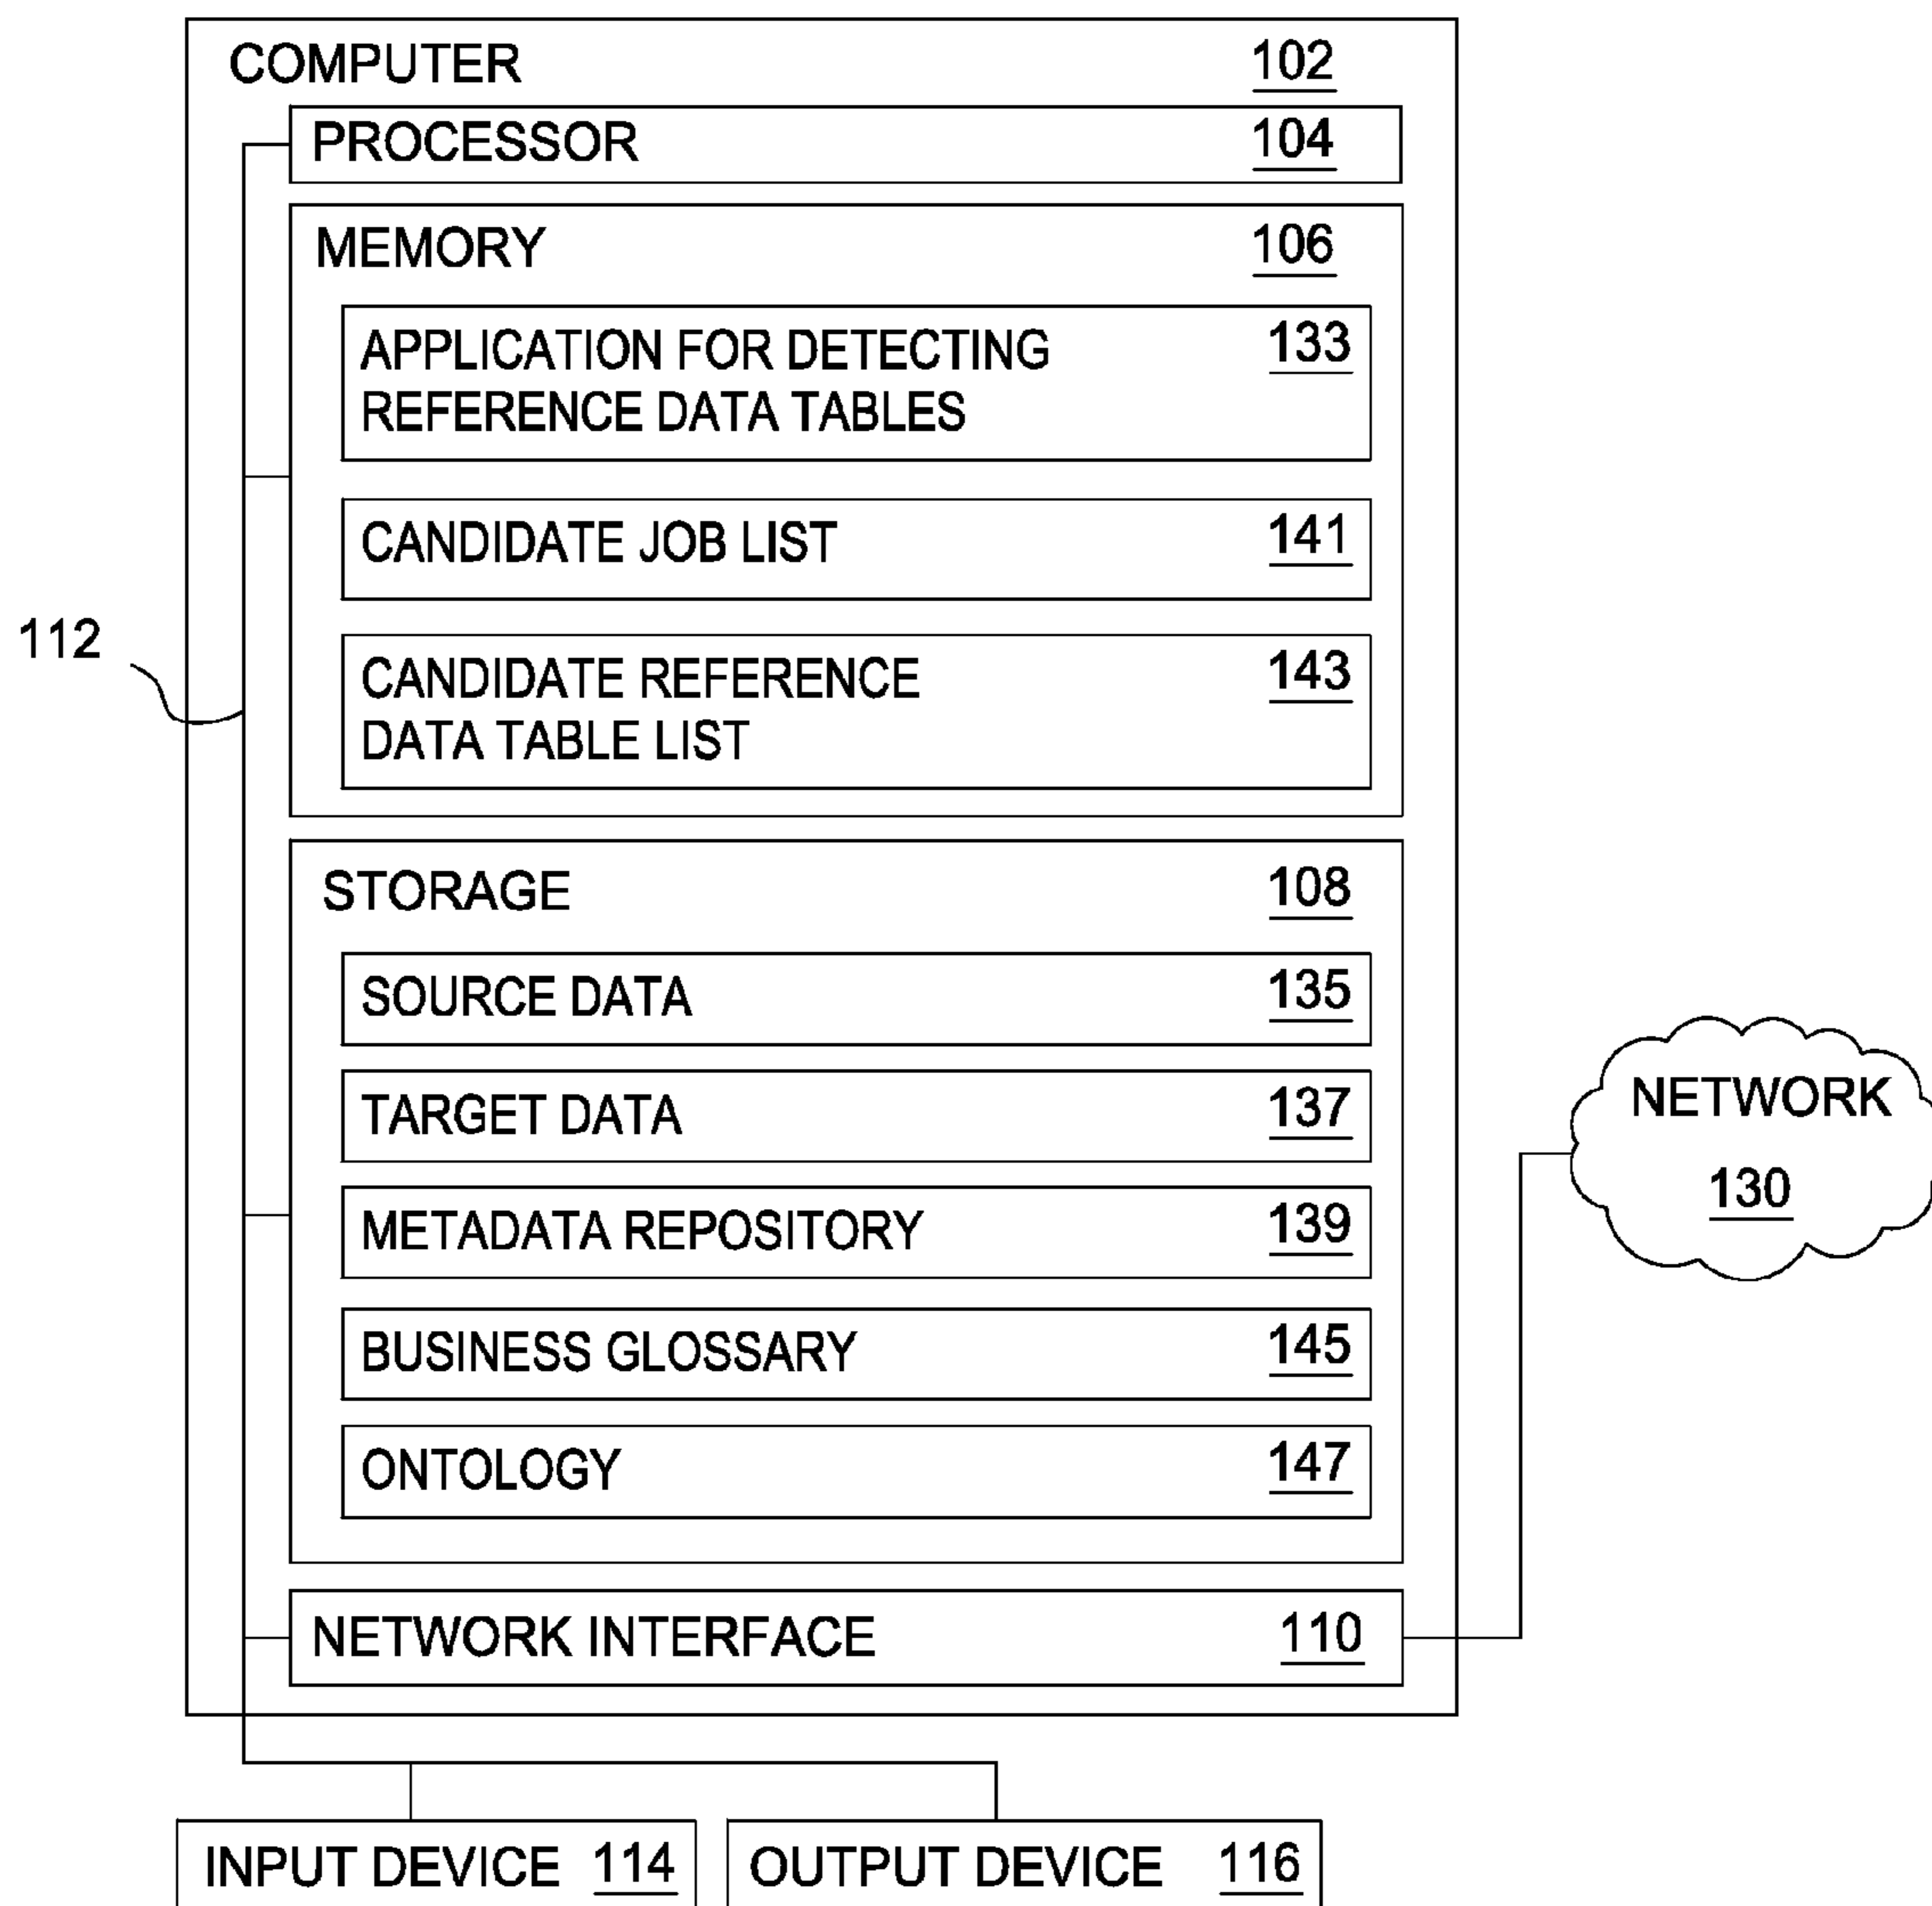 COMPUTER 102
PROCESSOR 104
MEMORY 106
APPLICATION FOR DETECTING 133
REFERENCE DATA TABLES
CANDIDATE JOB LIST 141
112
CANDIDATE REFERENCE 143
DATA TABLE LIST
STORAGE 108
SOURCE DATA 135
TARGET DATA 137
METADATA REPOSITORY 139
BUSINESS GLOSSARY 145
ONTOLOGY 147
NETWORK INTERFACE 110
NETWORK
130
INPUT DEVICE 114
OUTPUT DEVICE 116